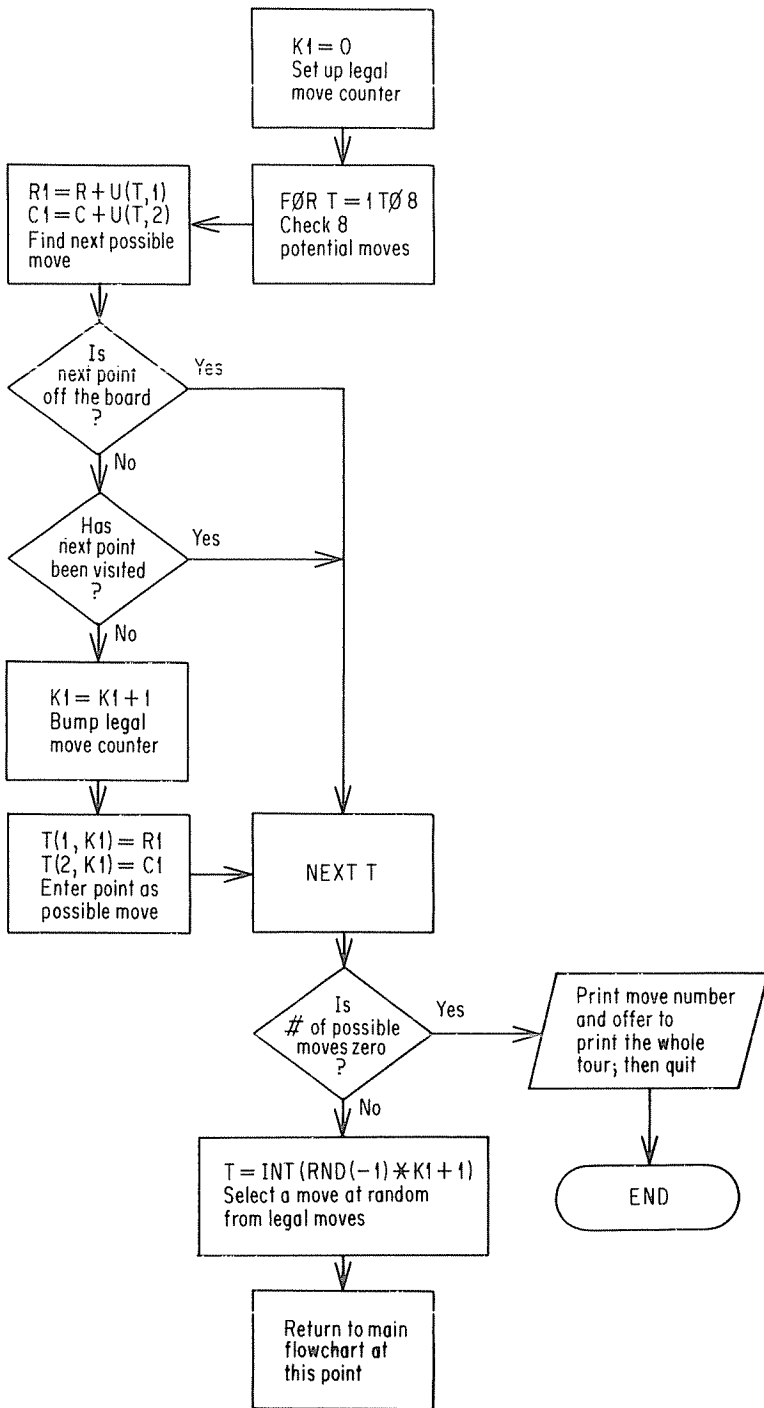 K1 = 0
Set up legal
move counter
FØR T = 1 TØ 8
Check 8
potential moves
R1 = R + U(T,1)
C1 = C + U(T,2)
Find next possible
move
Is
next point
off the board
?
Yes
No
Has
next point
been visited
?
Yes
No
K1 = K1 + 1
Bump legal
move counter
T(1, K1) = R1
T(2, K1) = C1
Enter point as
possible move
NEXT T
Is
# of possible
moves zero
?
Yes
Print move number
and offer to
print the whole
tour; then quit
END
No
T = INT (RND(-1) * K1 + 1)
Select a move at random
from legal moves
Return to main
flowchart at
this point